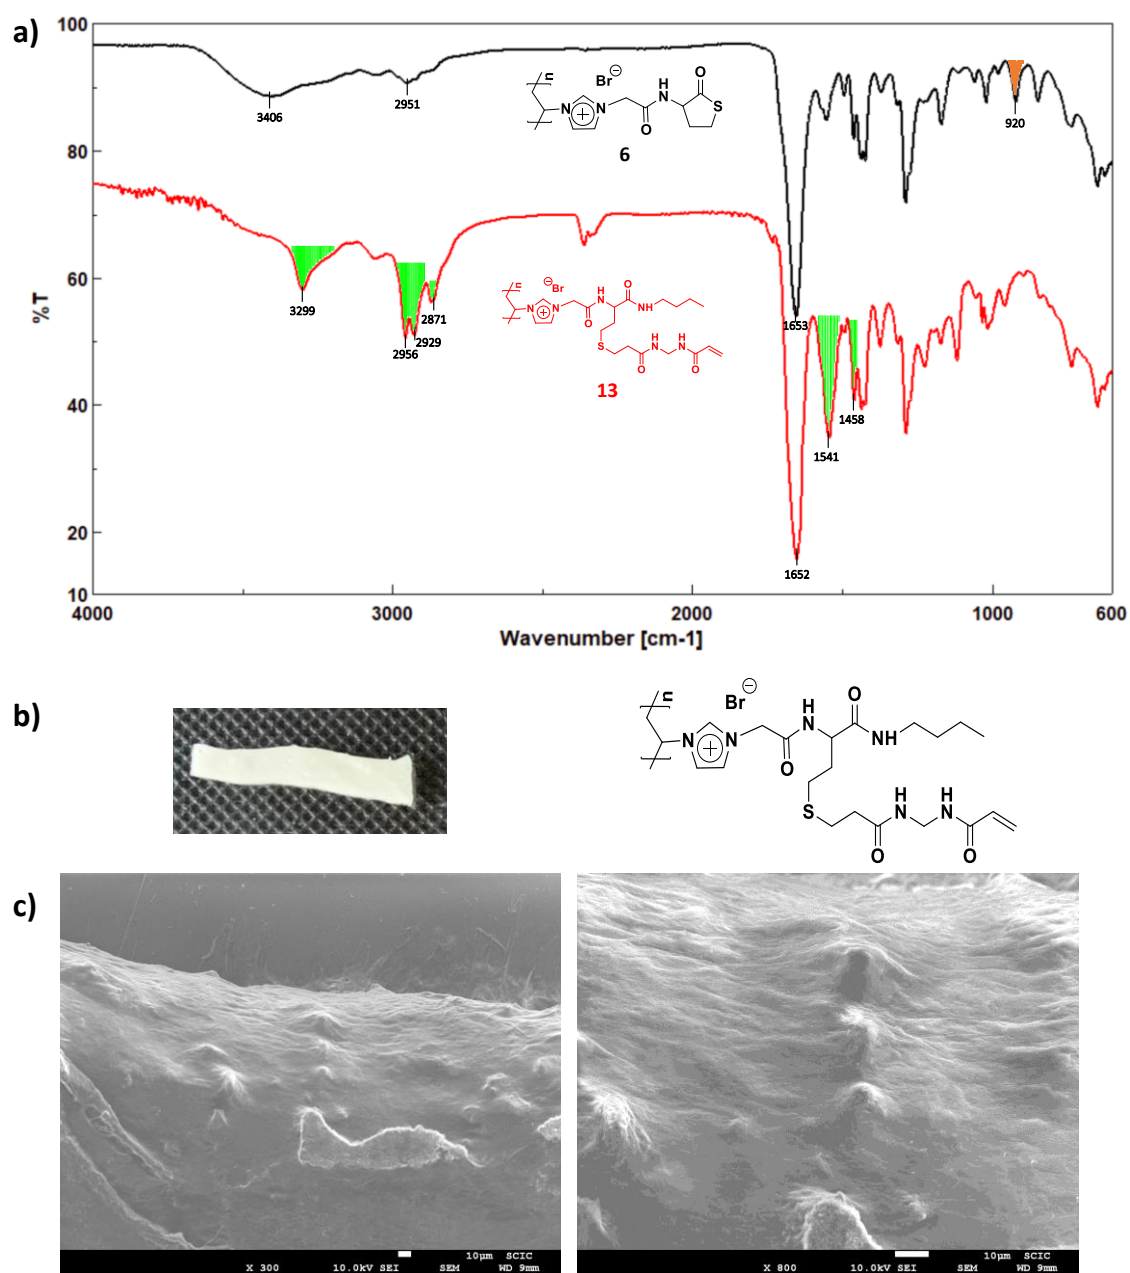 a)
100
80
60
40
20
10
%T
4000
3000
2000
1000
600
Wavenumber [cm-1]
3406
2951
1653
920
n
Br⊖
N
⊕
N
O
H
N
O
S
6
3299
2956
2929
2871
1652
1541
1458
n
⊖Br
N
⊕
N
O
H
N
O
NH
S
O
H
N
H
N
O
13
b)
n
Br⊖
N
⊕
N
O
H
N
O
NH
S
O
H
N
H
N
O
c)
10µm SCIC
X 300 10.0kV SEI SEM WD 9mm
10µm SCIC
X 800 10.0kV SEI SEM WD 9mm